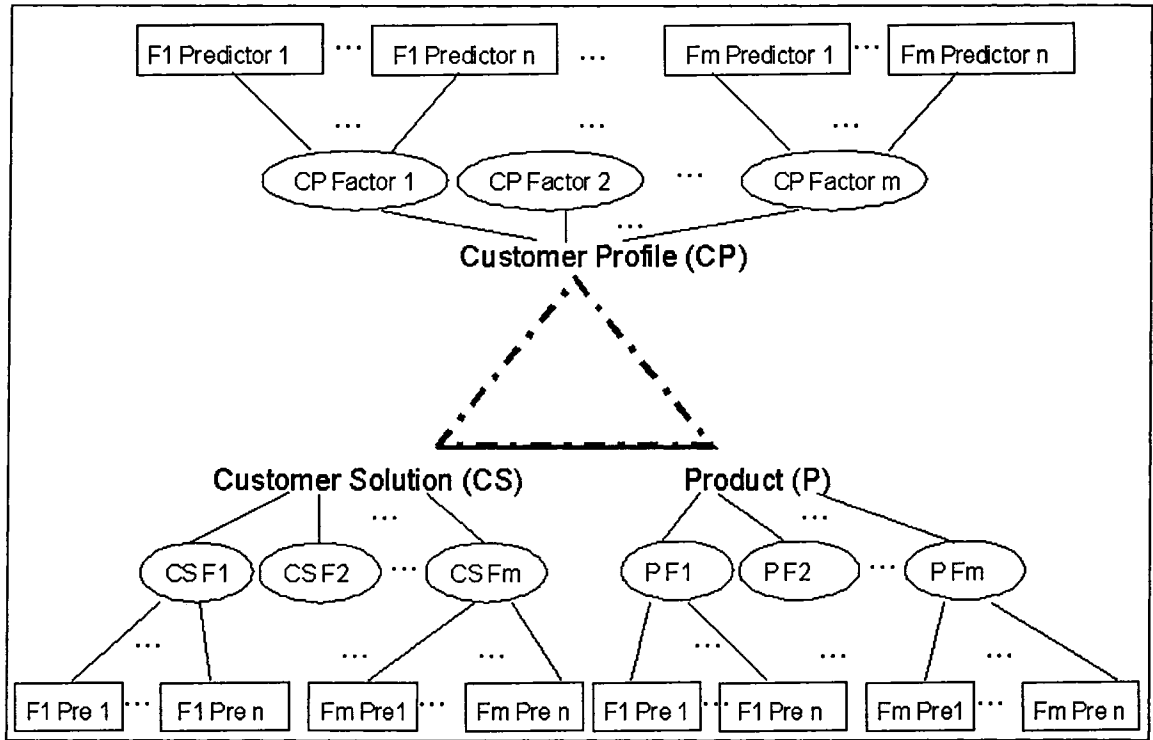 F1 Predictor 1 ... F1 Predictor n ... Fm Predictor 1 ... Fm Predictor n
... ... ...
CP Factor 1 CP Factor 2 ... CP Factor m
...
Customer Profile (CP)
Customer Solution (CS) Product (P)
... ...
CS F1 CS F2 ... CS Fm P F1 P F2 ... P Fm
... ... ... ... ... ...
F1 Pre 1 ... F1 Pre n Fm Pre1 ... Fm Pre n F1 Pre 1 ... F1 Pre n Fm Pre1 ... Fm Pre n